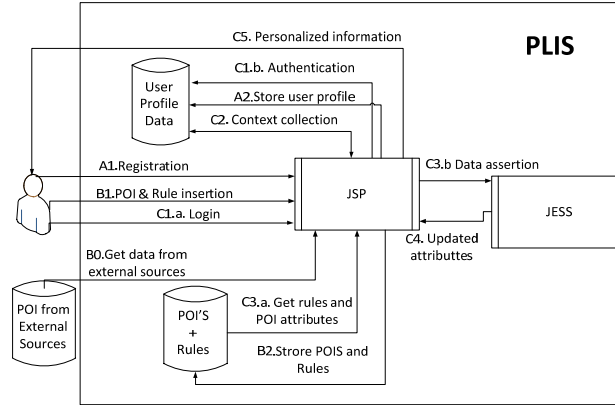 C5. Personalized information
PLIS
C1.b. Authentication
User
Profile
Data
A2.Store user profile
C2. Context collection
A1.Registration
C3.b Data assertion
B1.POI & Rule insertion
JSP
JESS
C1.a. Login
C4. Updated
attributtes
B0.Get data from
external sources
POI from
External
Sources
POI'S
+
Rules
C3.a. Get rules and
POI attributes
B2.Strore POIS and
Rules